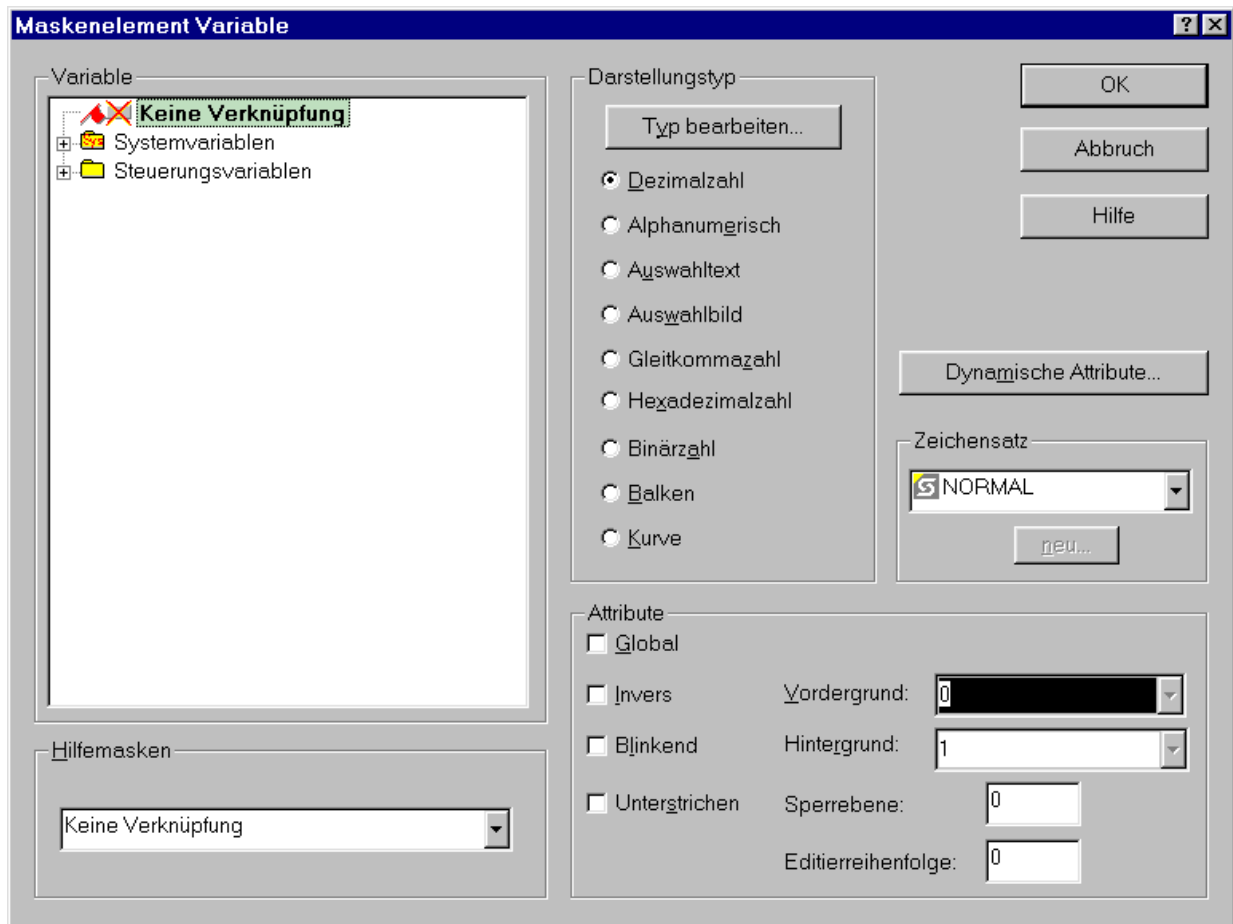 Maskenelement Variable
Variable
Keine Verknüpfung
Systemvariablen
Steuerungsvariablen
Hilfemasken
Keine Verknüpfung
Darstellungstyp
Typ bearbeiten...
Dezimalzahl
Alphanumerisch
Auswahltext
Auswahlbild
Gleitkommazahl
Hexadezimalzahl
Binärzahl
Balken
Kurve
OK
Abbruch
Hilfe
Dynamische Attribute...
Zeichensatz
NORMAL
neu...
Attribute
Global
Invers
Vordergrund: 0
Blinkend
Hintergrund: 1
Unterstrichen
Sperrebene: 0
Editierreihenfolge: 0